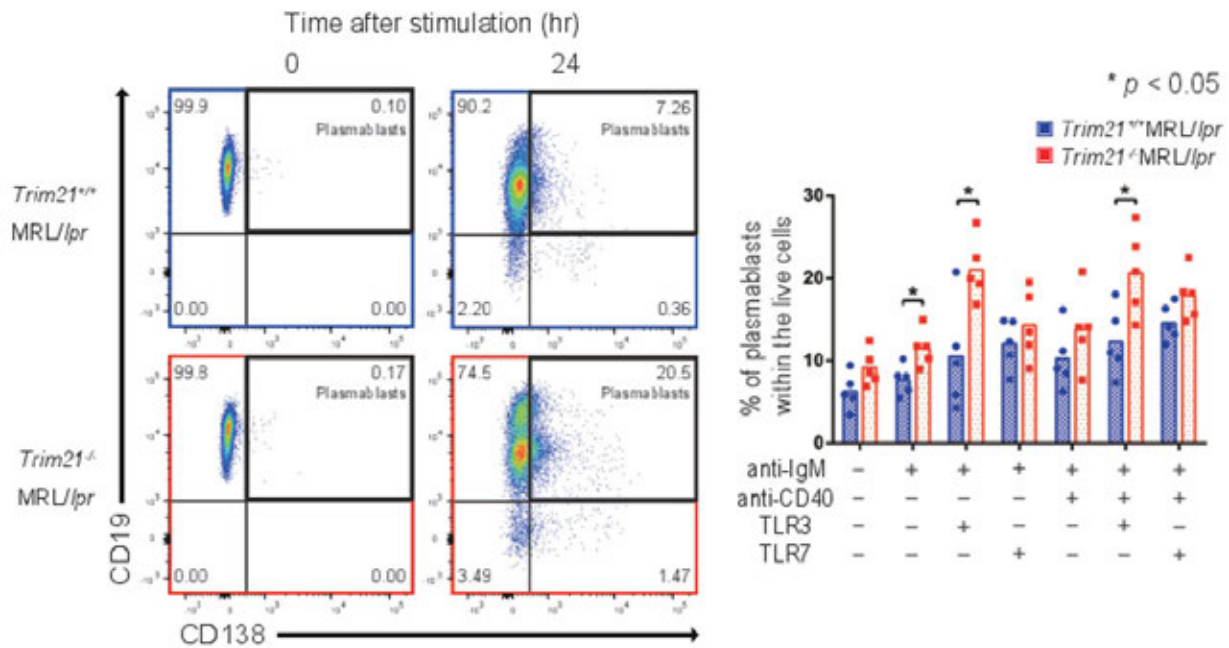 Time after stimulation (hr)
0 24
* p < 0.05
Trim21+/+MRL/lpr
Trim21-/-MRL/lpr
Trim21+/+
MRL/lpr
99.9 0.10
Plasmablasts
0.00 0.00
90.2 7.26
Plasmablasts
2.20 0.36
Trim21-/-
MRL/lpr
99.8 0.17
Plasmablasts
0.00 0.00
74.5 20.5
Plasmablasts
3.49 1.47
CD19
CD138
% of plasmablasts
within the live cells
30
20
10
0
* * *
anti-IgM − + + + + + +
anti-CD40 − − − − + + +
TLR3 − − + − − + −
TLR7 − − − + − − +